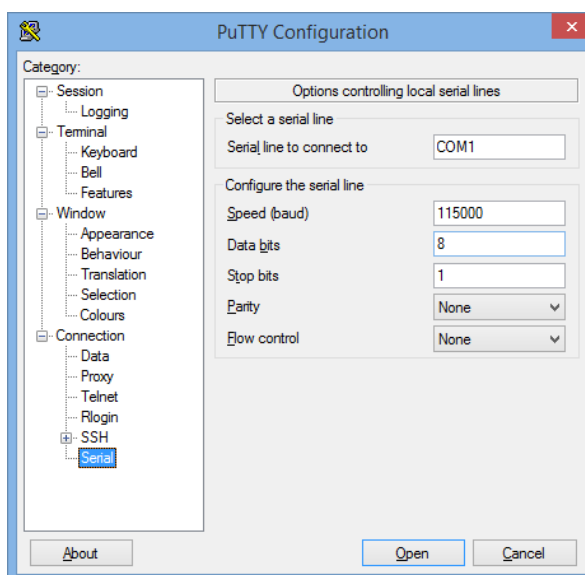 PuTTY Configuration
Category:
Session
Logging
Terminal
Keyboard
Bell
Features
Window
Appearance
Behaviour
Translation
Selection
Colours
Connection
Data
Proxy
Telnet
Rlogin
SSH
Serial
Options controlling local serial lines
Select a serial line
Serial line to connect to COM1
Configure the serial line
Speed (baud) 115000
Data bits 8
Stop bits 1
Parity None
Flow control None
About Open Cancel